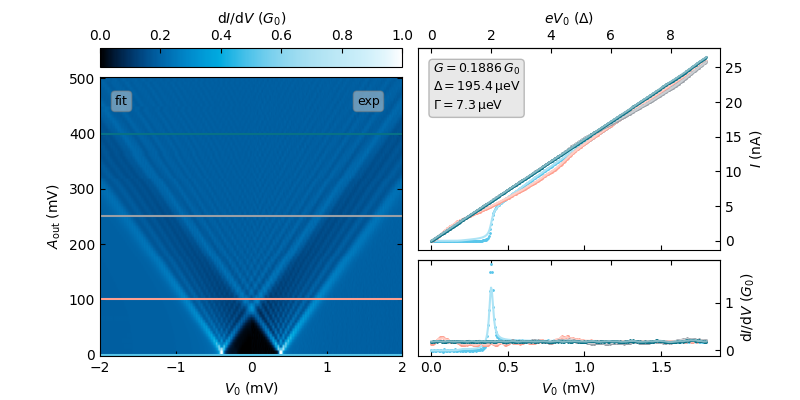 dI/dV (G₀)
0.0 0.2 0.4 0.6 0.8 1.0
fit
exp
500
400
300
200
100
0
A_out (mV)
−2 −1 0 1 2
V₀ (mV)
eV₀ (Δ)
0 2 4 6 8
G = 0.1886 G₀
Δ = 195.4 μeV
Γ = 7.3 μeV
25
20
15
10
5
0
I (nA)
1
0
dI/dV (G₀)
0.0 0.5 1.0 1.5
V₀ (mV)